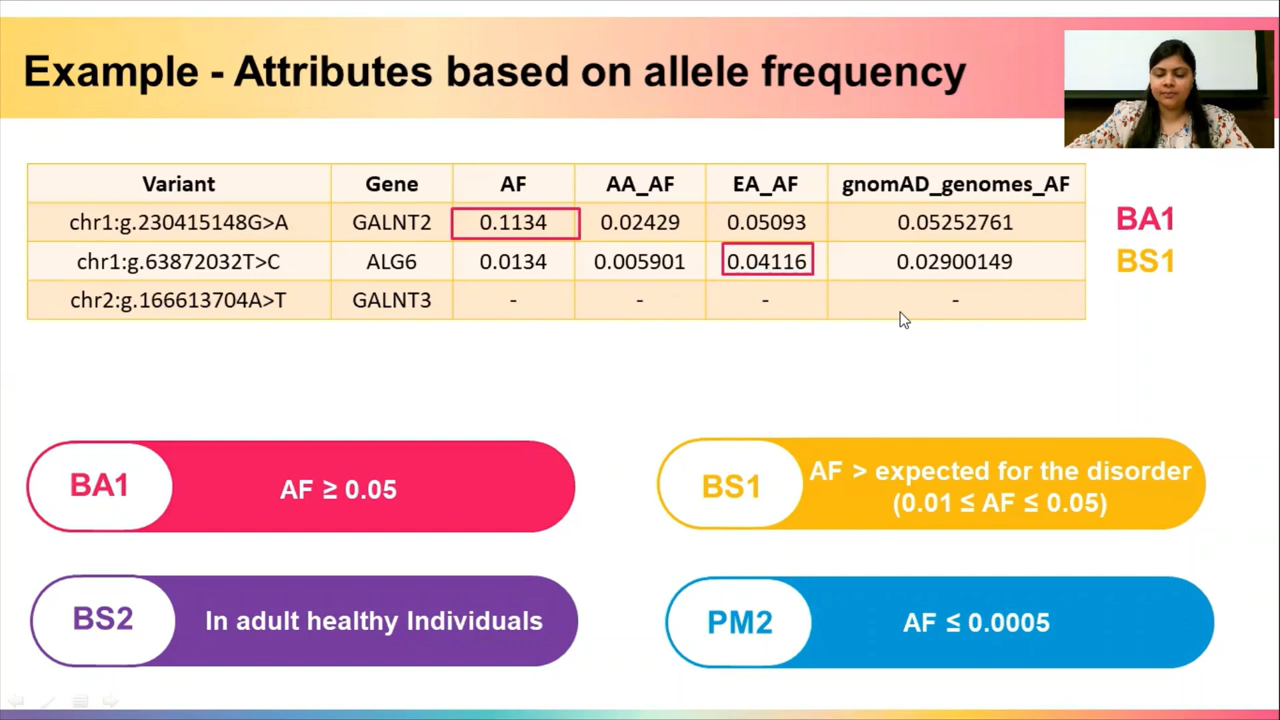 Example - Attributes based on allele frequency
Variant Gene AF AA_AF EA_AF gnomAD_genomes_AF
chr1:g.230415148G>A GALNT2 0.1134 0.02429 0.05093 0.05252761 BA1
chr1:g.63872032T>C ALG6 0.0134 0.005901 0.04116 0.02900149 BS1
chr2:g.166613704A>T GALNT3 - - - -
BA1 AF ≥ 0.05
BS1 AF > expected for the disorder
(0.01 ≤ AF ≤ 0.05)
BS2 In adult healthy Individuals
PM2 AF ≤ 0.0005